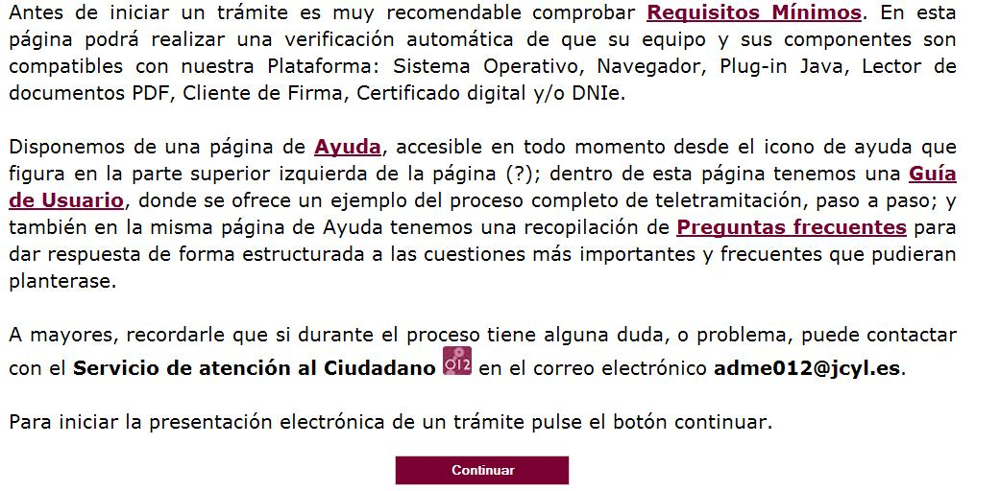 Antes de iniciar un trámite es muy recomendable comprobar Requisitos Mínimos. En esta
página podrá realizar una verificación automática de que su equipo y sus componentes son
compatibles con nuestra Plataforma: Sistema Operativo, Navegador, Plug-in Java, Lector de
documentos PDF, Cliente de Firma, Certificado digital y/o DNIe.
Disponemos de una página de Ayuda, accesible en todo momento desde el icono de ayuda que
figura en la parte superior izquierda de la página (?); dentro de esta página tenemos una Guía
de Usuario, donde se ofrece un ejemplo del proceso completo de teletramitación, paso a paso; y
también en la misma página de Ayuda tenemos una recopilación de Preguntas frecuentes para
dar respuesta de forma estructurada a las cuestiones más importantes y frecuentes que pudieran
planterase.
A mayores, recordarle que si durante el proceso tiene alguna duda, o problema, puede contactar
con el Servicio de atención al Ciudadano 012 en el correo electrónico adme012@jcyl.es.
Para iniciar la presentación electrónica de un trámite pulse el botón continuar.
Continuar